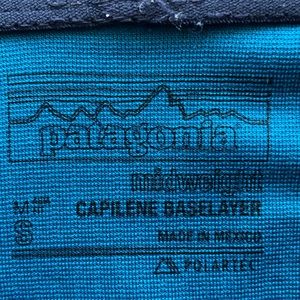 patagonia
midweight
CAPILENE BASELAYER
S
MADE IN MEXICO
POLARTEC